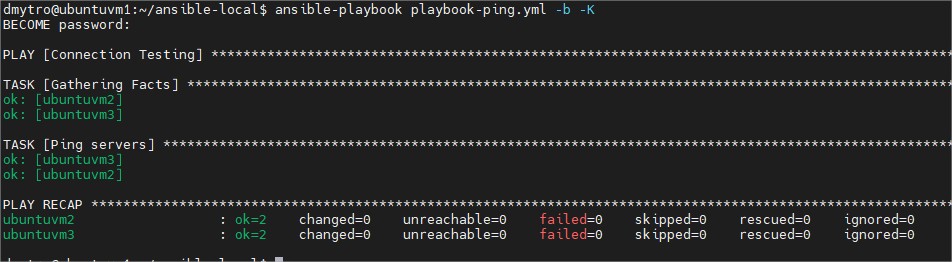 dmytro@ubuntuvm1:~/ansible-local$ ansible-playbook playbook-ping.yml -b -K
BECOME password:
PLAY [Connection Testing] ********************************************************************************************
TASK [Gathering Facts] ***********************************************************************************************
ok: [ubuntuvm2]
ok: [ubuntuvm3]
TASK [Ping servers] **************************************************************************************************
ok: [ubuntuvm3]
ok: [ubuntuvm2]
PLAY RECAP ***********************************************************************************************************
ubuntuvm2                  : ok=2    changed=0    unreachable=0    failed=0    skipped=0    rescued=0    ignored=0
ubuntuvm3                  : ok=2    changed=0    unreachable=0    failed=0    skipped=0    rescued=0    ignored=0